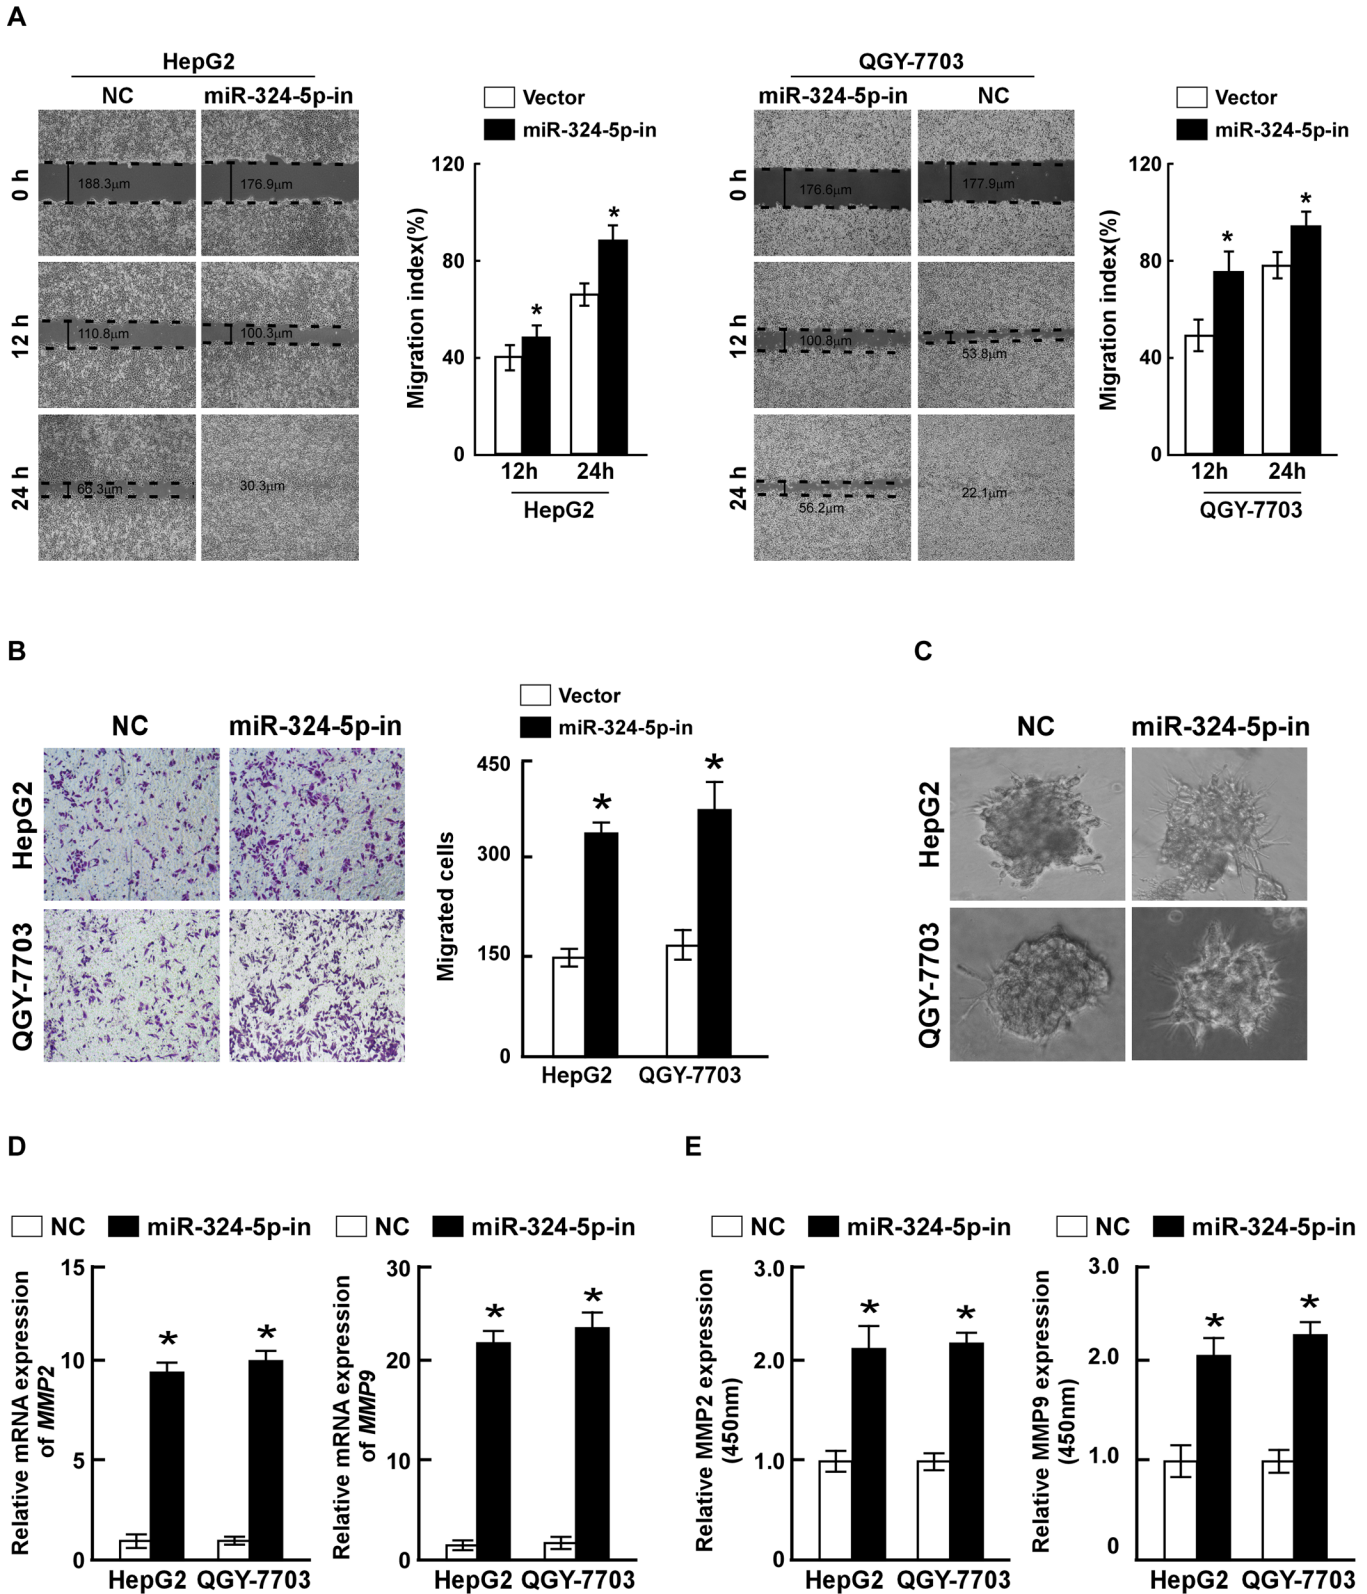 A
HepG2
NC miR-324-5p-in
0 h
188.3μm 176.9μm
12 h
110.8μm 100.3μm
24 h
66.3μm 30.3μm
Vector
miR-324-5p-in
Migration index(%)
120
80
40
0
* *
12h 24h
HepG2
QGY-7703
miR-324-5p-in NC
0 h
176.6μm 177.9μm
12 h
100.8μm 53.8μm
24 h
56.2μm 22.1μm
Vector
miR-324-5p-in
Migration index(%)
120
80
40
0
* *
12h 24h
QGY-7703
B
NC miR-324-5p-in
HepG2
QGY-7703
Vector
miR-324-5p-in
Migrated cells
450
300
150
0
* *
HepG2 QGY-7703
C
NC miR-324-5p-in
HepG2
QGY-7703
D
NC miR-324-5p-in
Relative mRNA expression
of MMP2
15
10
5
0
* *
HepG2 QGY-7703
NC miR-324-5p-in
Relative mRNA expression
of MMP9
30
20
10
0
* *
HepG2 QGY-7703
E
NC miR-324-5p-in
Relative MMP2 expression
(450nm)
3.0
2.0
1.0
0
* *
HepG2 QGY-7703
NC miR-324-5p-in
Relative MMP9 expression
(450nm)
3.0
2.0
1.0
0
* *
HepG2 QGY-7703